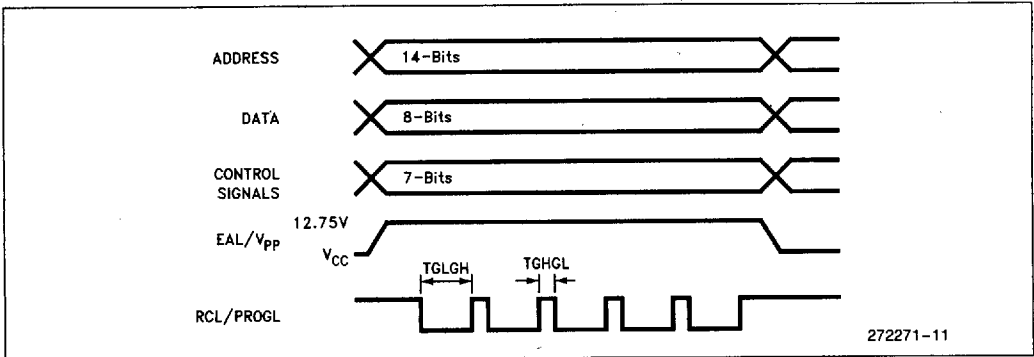 ADDRESS
14-Bits
DATA
8-Bits
CONTROL
SIGNALS
7-Bits
EAL/VPP
12.75V
VCC
TGLGH
TGHGL
RCL/PROGL
272271-11